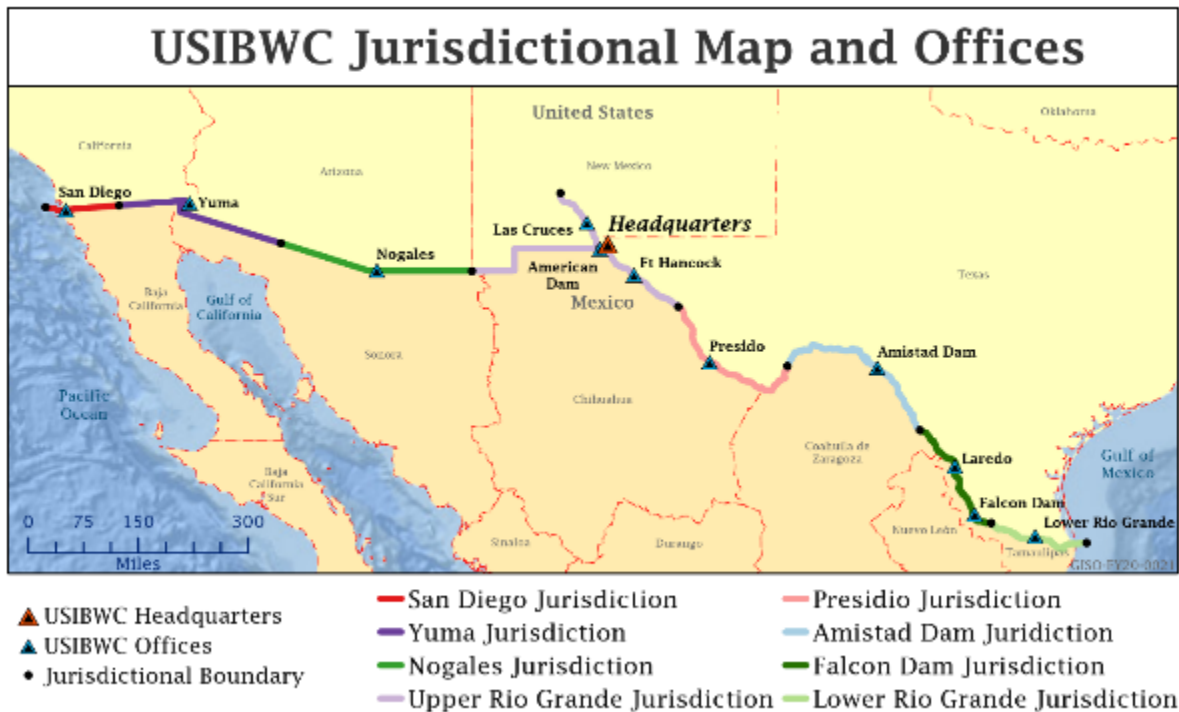 USIBWC Jurisdictional Map and Offices
United States
Oklahoma
California
New Mexico
Arizona
San Diego
Yuma
Las Cruces
Headquarters
Nogales
American
Dam
Ft Hancock
Texas
Baja
California
Gulf of
California
Mexico
Sonora
Presido
Amistad Dam
Pacific
Ocean
Chihuahua
Coahuila de
Zaragoza
Laredo
Gulf of
Mexico
Baja
California
Sur
Falcon Dam
Lower Rio Grande
0 75 150 300
Miles
Sinaloa
Durango
Nuevo León
Tamaulipas
GISO-FY20-0021
USIBWC Headquarters
USIBWC Offices
Jurisdictional Boundary
San Diego Jurisdiction
Yuma Jurisdiction
Nogales Jurisdiction
Upper Rio Grande Jurisdiction
Presidio Jurisdiction
Amistad Dam Juridiction
Falcon Dam Jurisdiction
Lower Rio Grande Jurisdiction